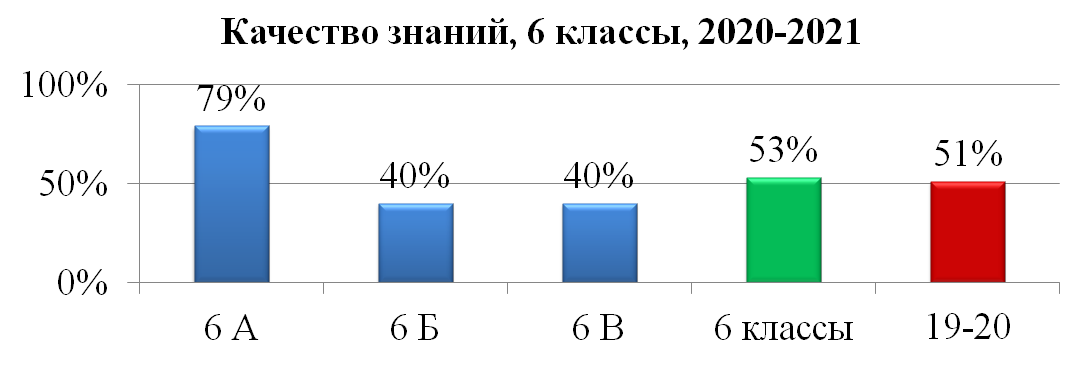 Качество знаний, 6 классы, 2020-2021
100%
50%
0%
79%
40%
40%
53%
51%
6 А
6 Б
6 В
6 классы
19-20